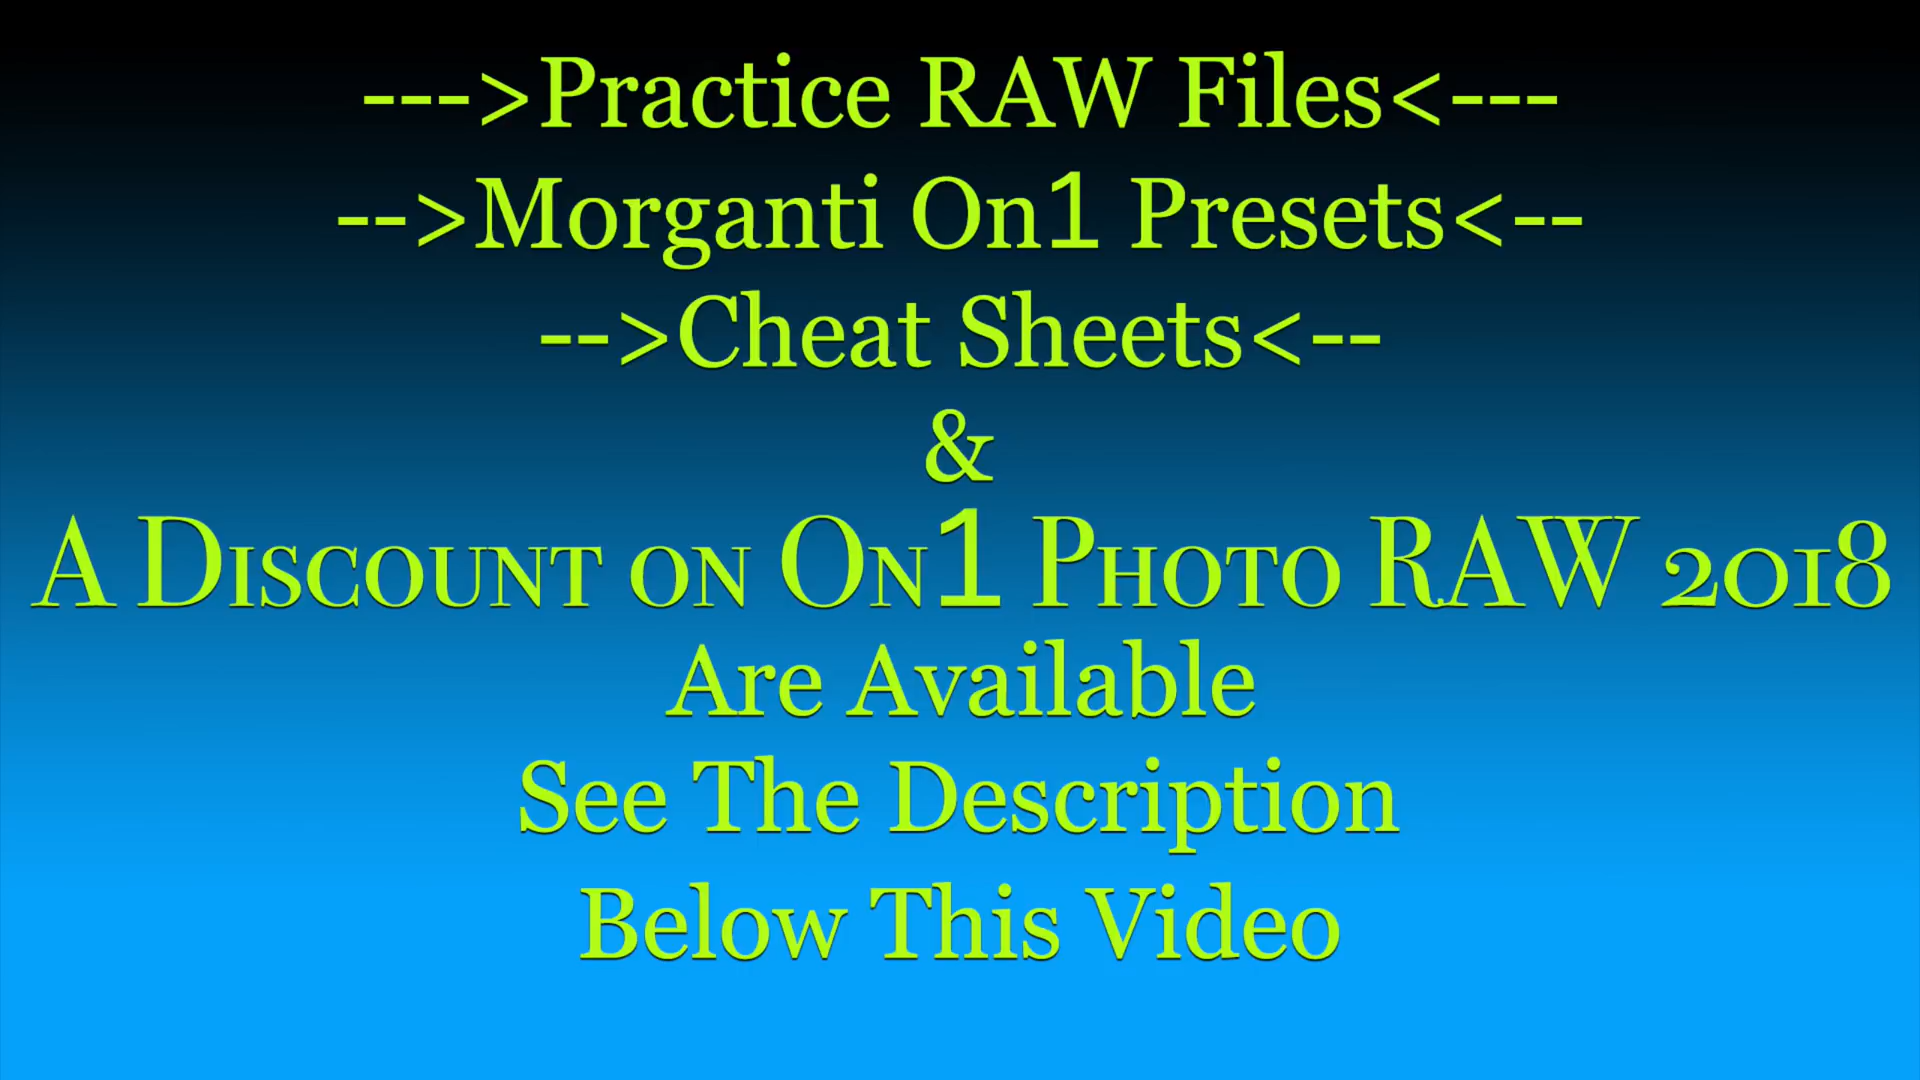 --->Practice RAW Files<---
-->Morganti On1 Presets<--
-->Cheat Sheets<--
&
A Discount on On1 Photo RAW 2018
Are Available
See The Description
Below This Video